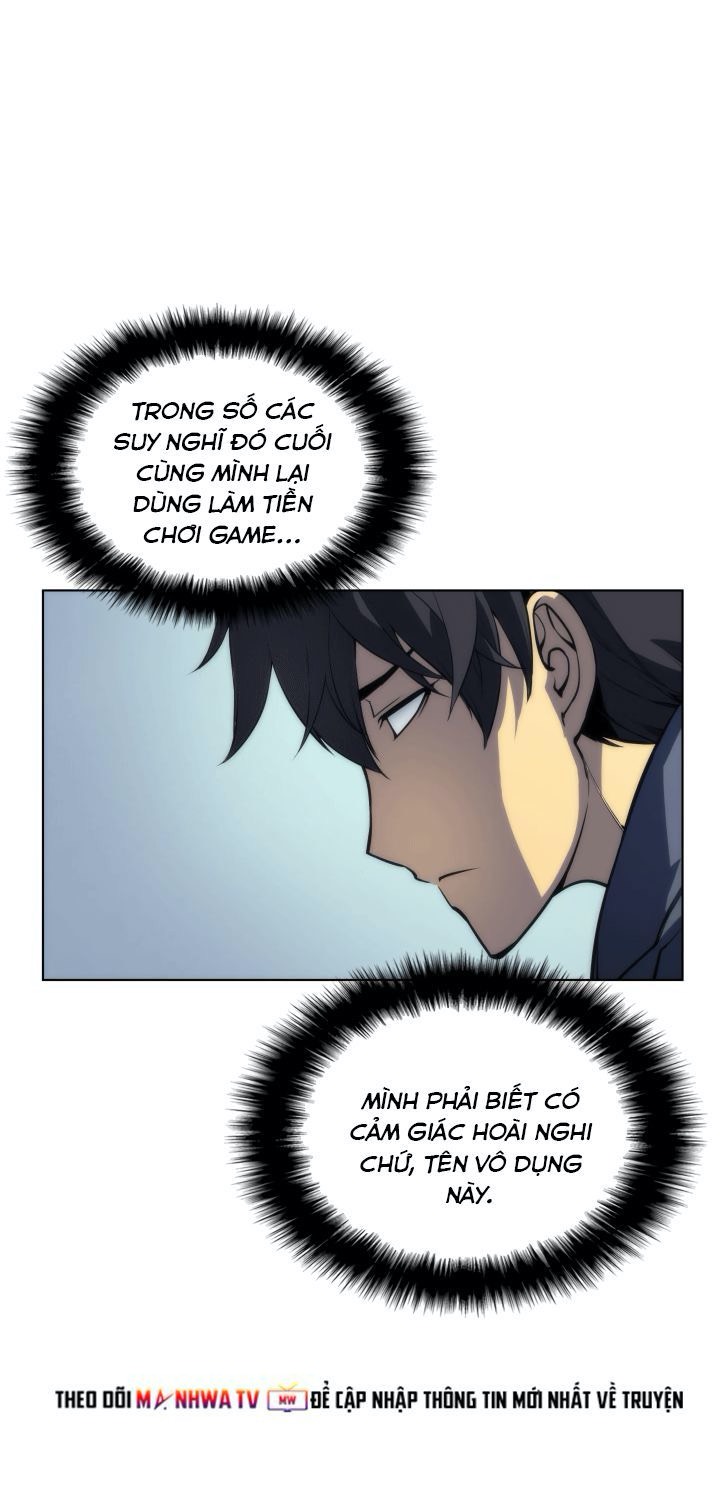 TRONG SỐ CÁC
SUY NGHĨ ĐÓ CUỐI
CÙNG MÌNH LẠI
DÙNG LÀM TIỀN
CHƠI GAME...
MÌNH PHẢI BIẾT CÓ
CẢM GIÁC HOÀI NGHI
CHỨ, TÊN VÔ DỤNG
NÀY.
THEO DÕI MANHWA TV MW ĐỂ CẬP NHẬP THÔNG TIN MỚI NHẤT VỀ TRUYỆN